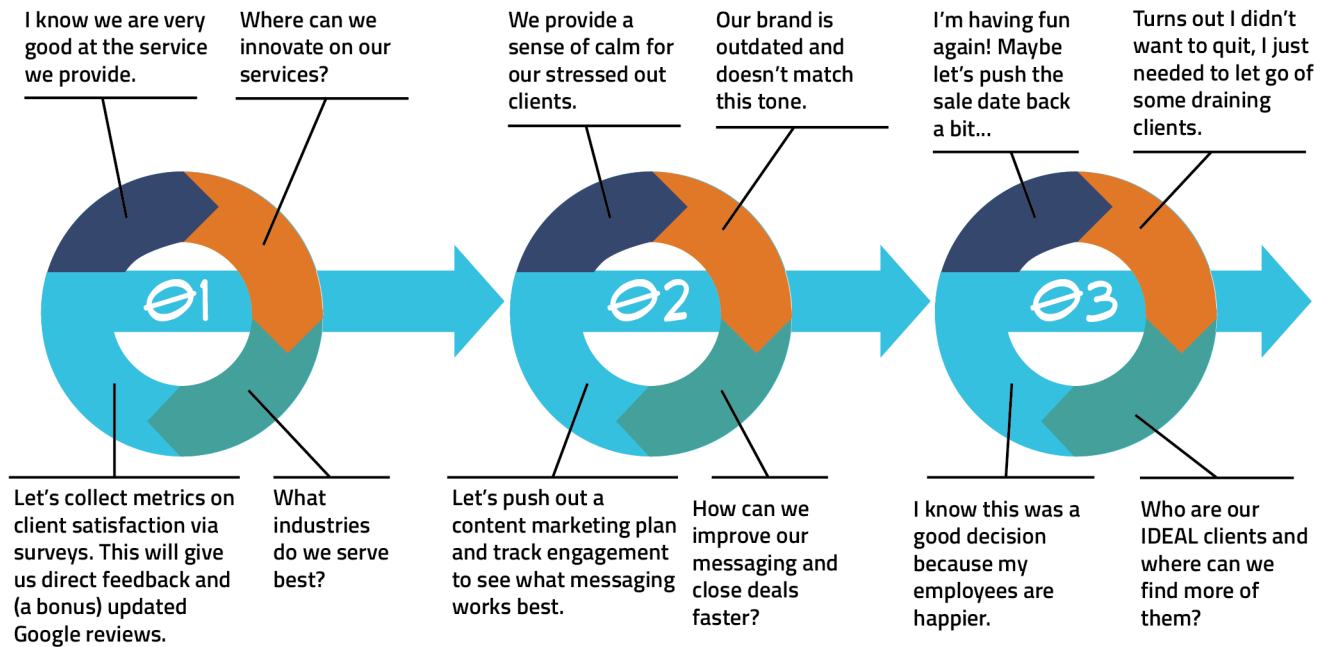 I know we are very
good at the service
we provide.
Where can we
innovate on our
services?
Ø1
Let's collect metrics on
client satisfaction via
surveys. This will give
us direct feedback and
(a bonus) updated
Google reviews.
What
industries
do we serve
best?
We provide a
sense of calm for
our stressed out
clients.
Our brand is
outdated and
doesn't match
this tone.
Ø2
Let's push out a
content marketing plan
and track engagement
to see what messaging
works best.
How can we
improve our
messaging and
close deals
faster?
I'm having fun
again! Maybe
let's push the
sale date back
a bit...
Turns out I didn't
want to quit, I just
needed to let go of
some draining
clients.
Ø3
I know this was a
good decision
because my
employees are
happier.
Who are our
IDEAL clients and
where can we
find more of
them?